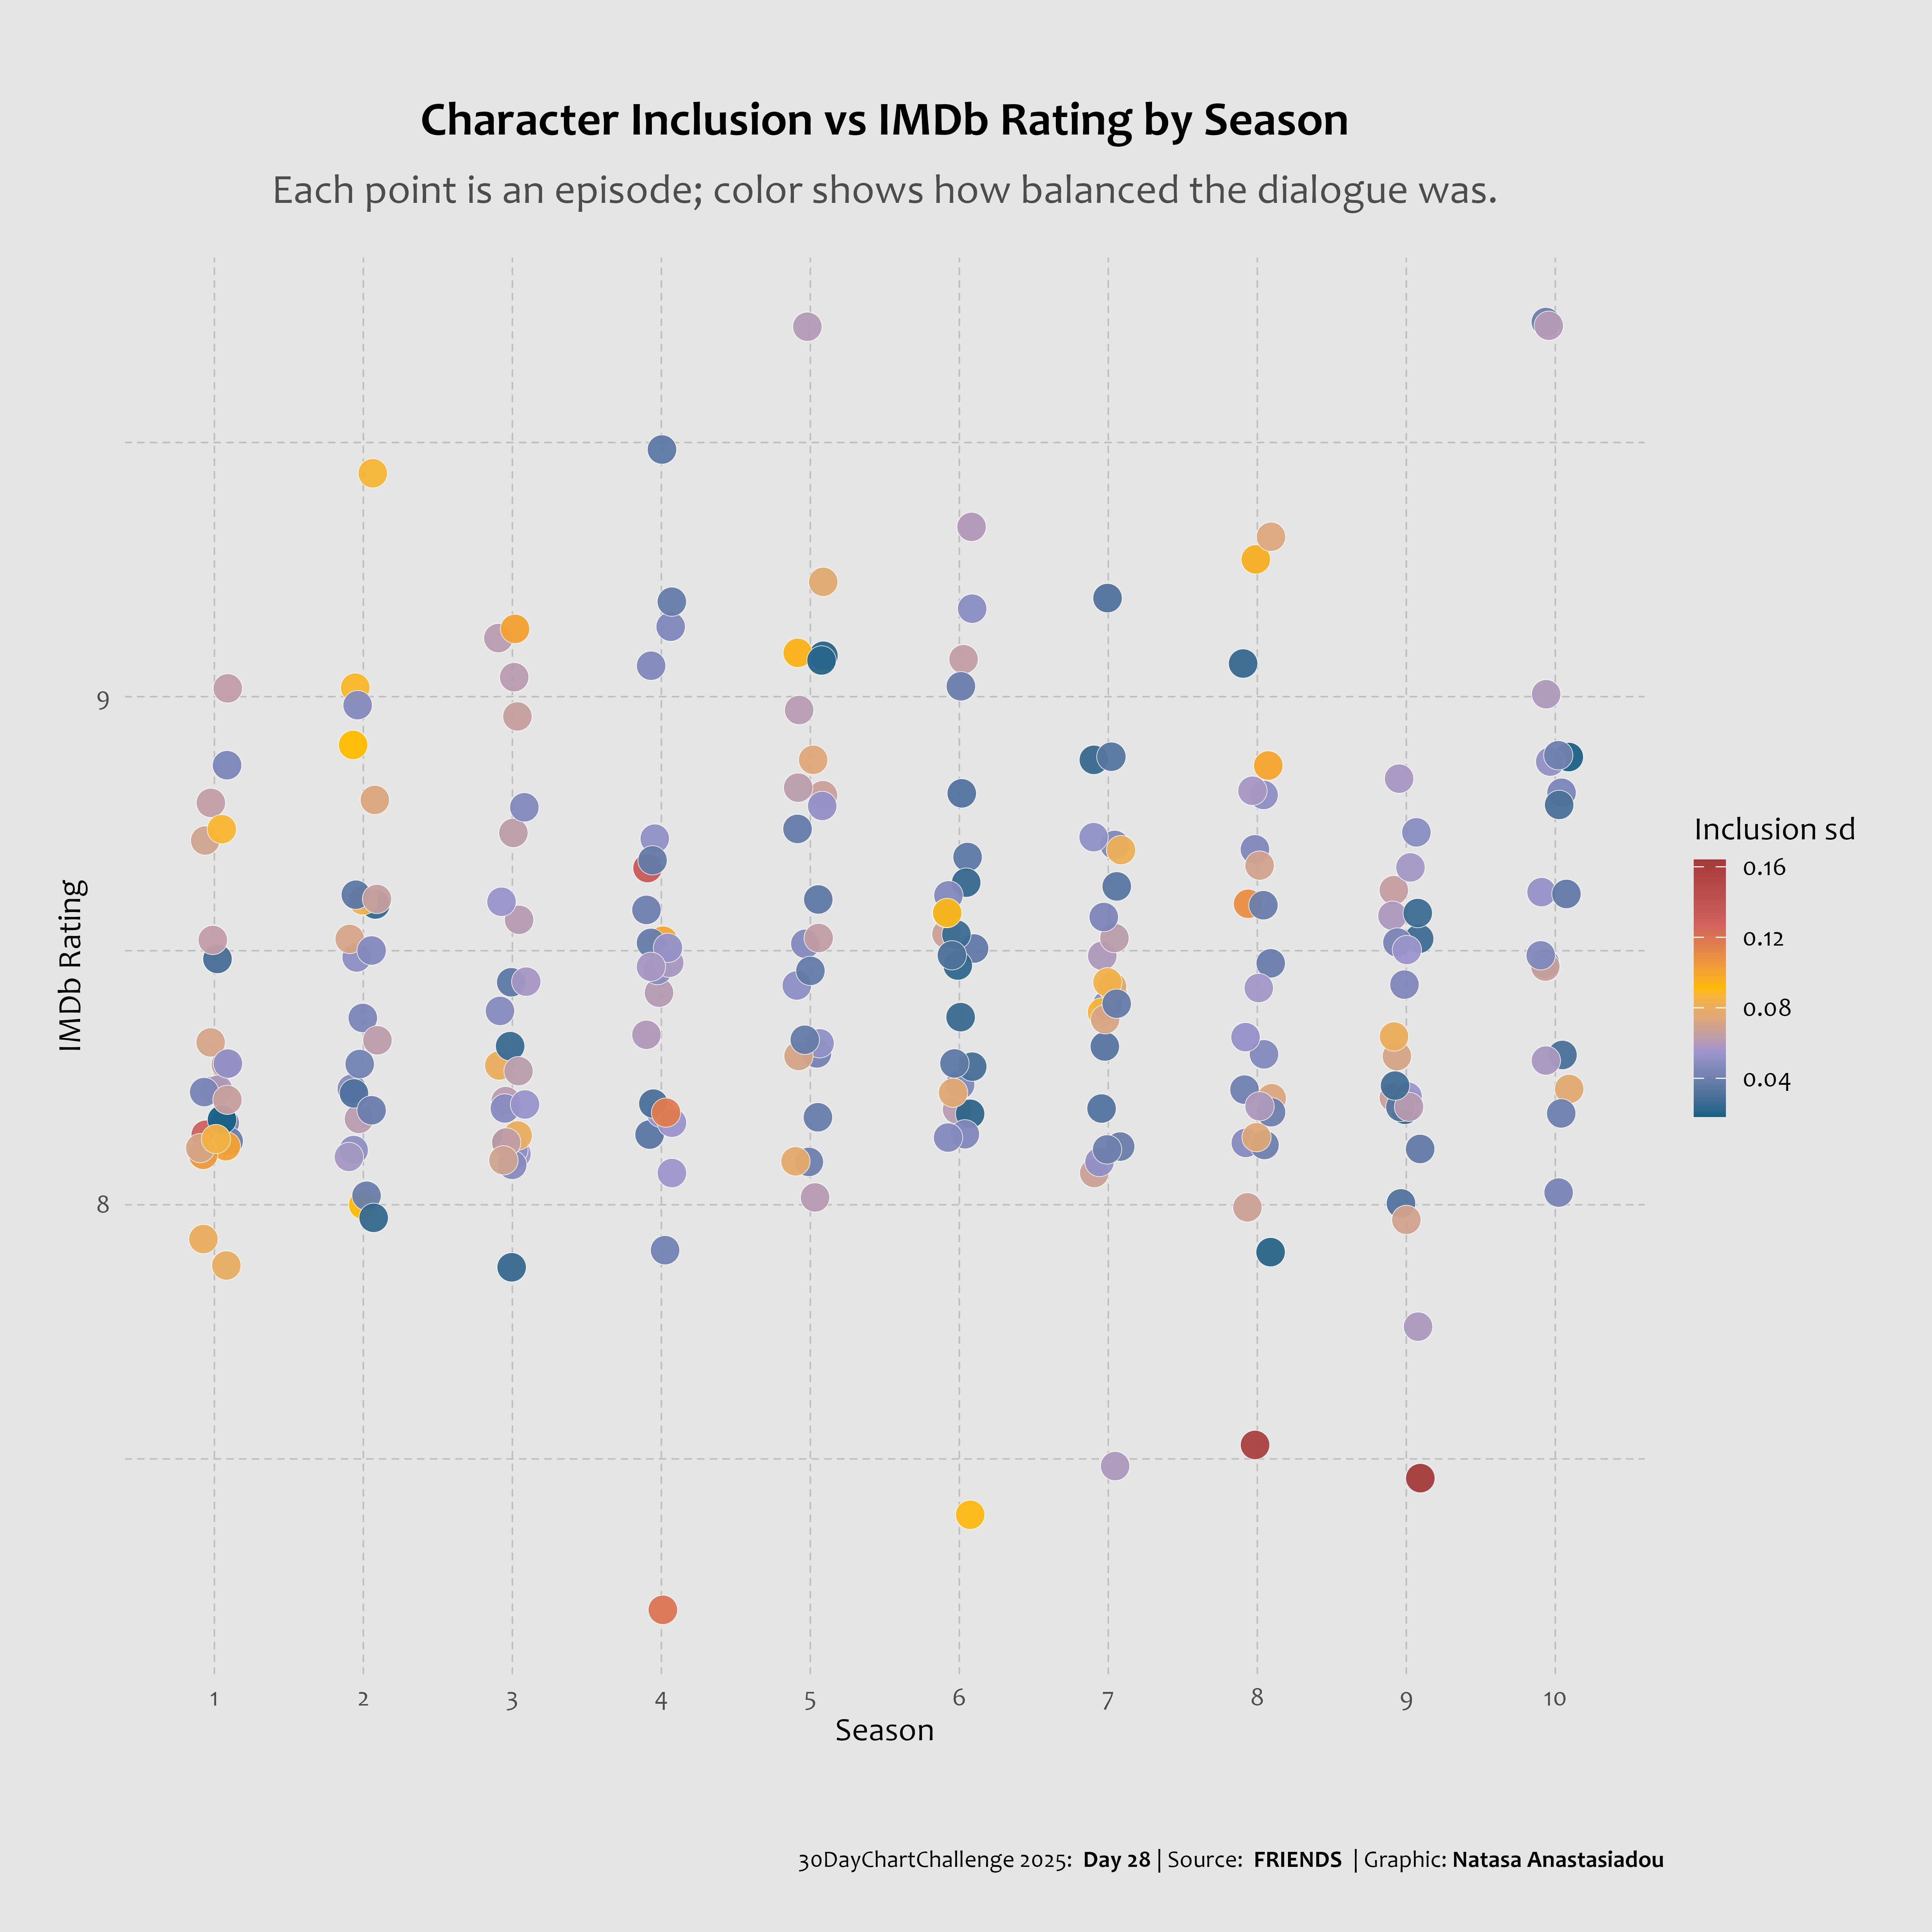 Character Inclusion vs IMDb Rating by Season
Each point is an episode; color shows how balanced the dialogue was.
IMDb Rating
9
8
1 2 3 4 5 6 7 8 9 10
Season
Inclusion sd
0.16
0.12
0.08
0.04
30DayChartChallenge 2025: Day 28 | Source: FRIENDS | Graphic: Natasa Anastasiadou